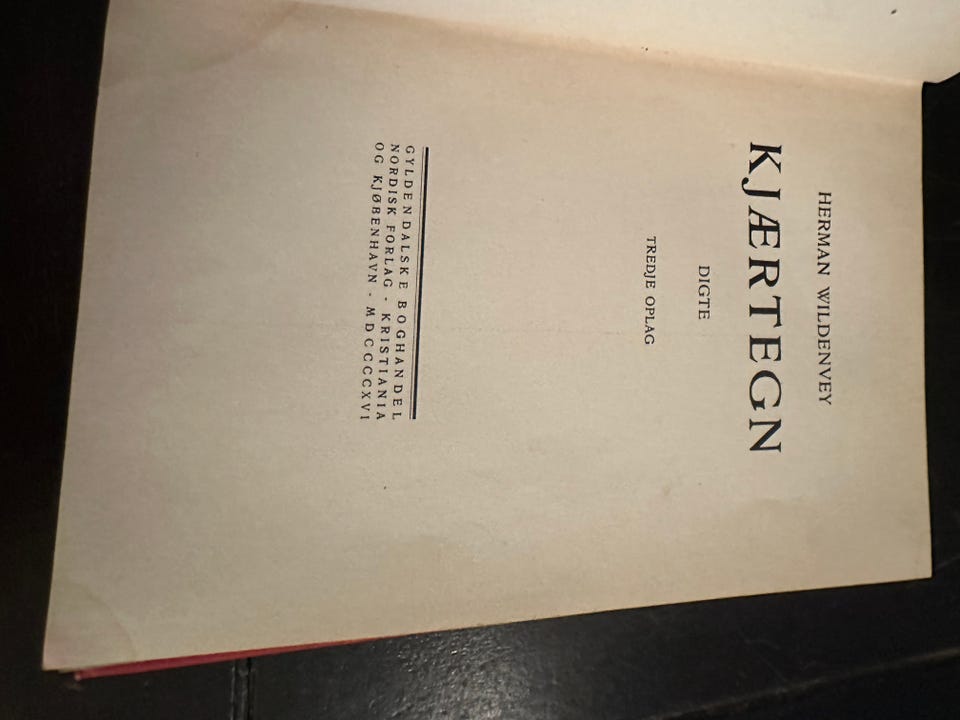 HERMAN WILDENVEY
KJÆRTEGN
DIGTE
TREDJE OPLAG
GYLDENDALSKE BOGHANDEL
NORDISK FORLAG - KRISTIANIA
OG KJØBENHAVN - MDCCCCXVI